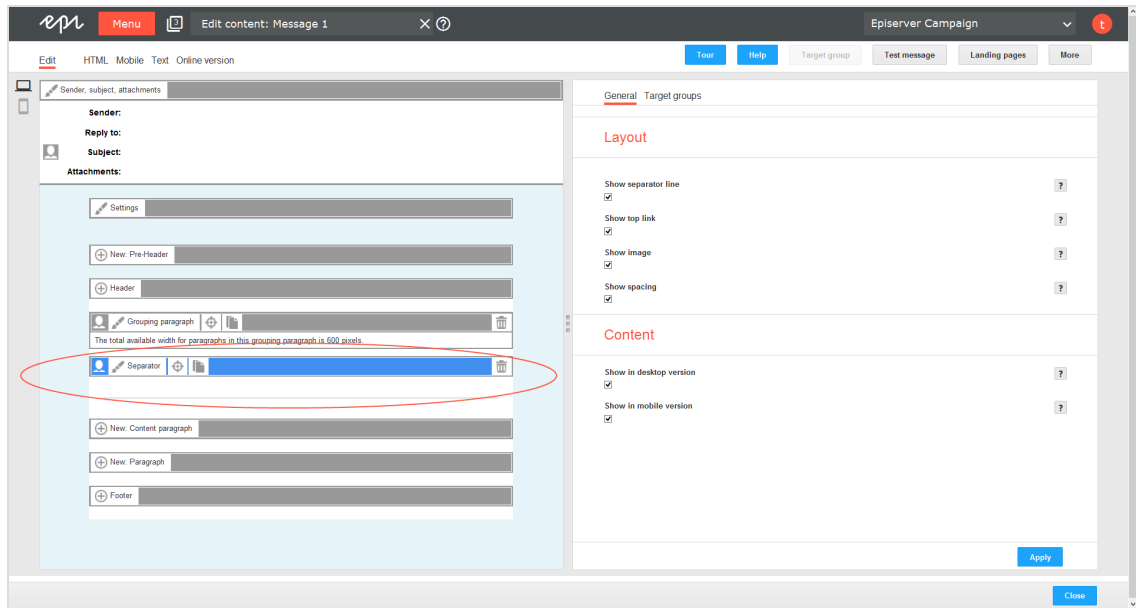 epi Menu 3 Edit content: Message 1 Episerver Campaign t
Edit HTML Mobile Text Online version Tour Help Target group Test message Landing pages More
Sender, subject, attachments
Sender:
Reply to:
Subject:
Attachments:
Settings
New: Pre-Header
Header
Grouping paragraph
The total available width for paragraphs in this grouping paragraph is 600 pixels.
Separator
New: Content paragraph
New: Paragraph
Footer
General Target groups
Layout
Show separator line ?
Show top link ?
Show image ?
Show spacing ?
Content
Show in desktop version ?
Show in mobile version ?
Apply
Close